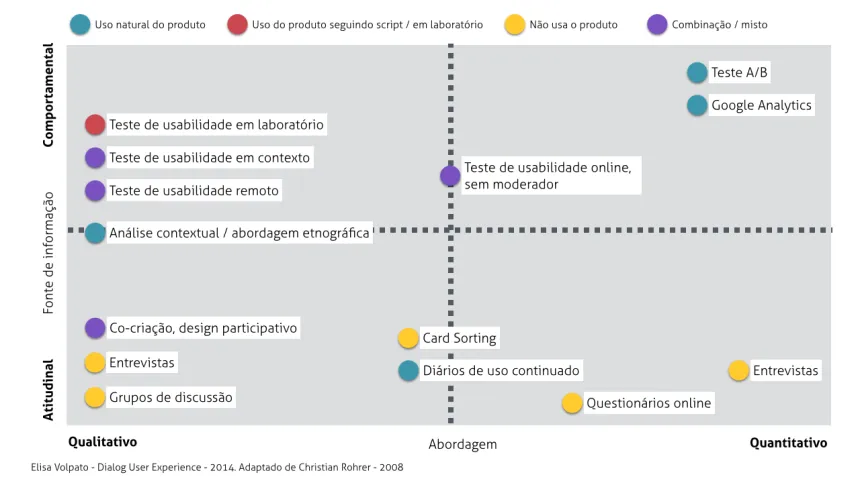 Uso natural do produto
Uso do produto seguindo script / em laboratório
Não usa o produto
Combinação / misto
Comportamental
Fonte de informação
Atitudinal
Teste A/B
Google Analytics
Teste de usabilidade em laboratório
Teste de usabilidade em contexto
Teste de usabilidade remoto
Teste de usabilidade online,
sem moderador
Análise contextual / abordagem etnográfica
Co-criação, design participativo
Card Sorting
Entrevistas
Diários de uso continuado
Entrevistas
Grupos de discussão
Questionários online
Qualitativo
Abordagem
Quantitativo
Elisa Volpato - Dialog User Experience - 2014. Adaptado de Christian Rohrer - 2008